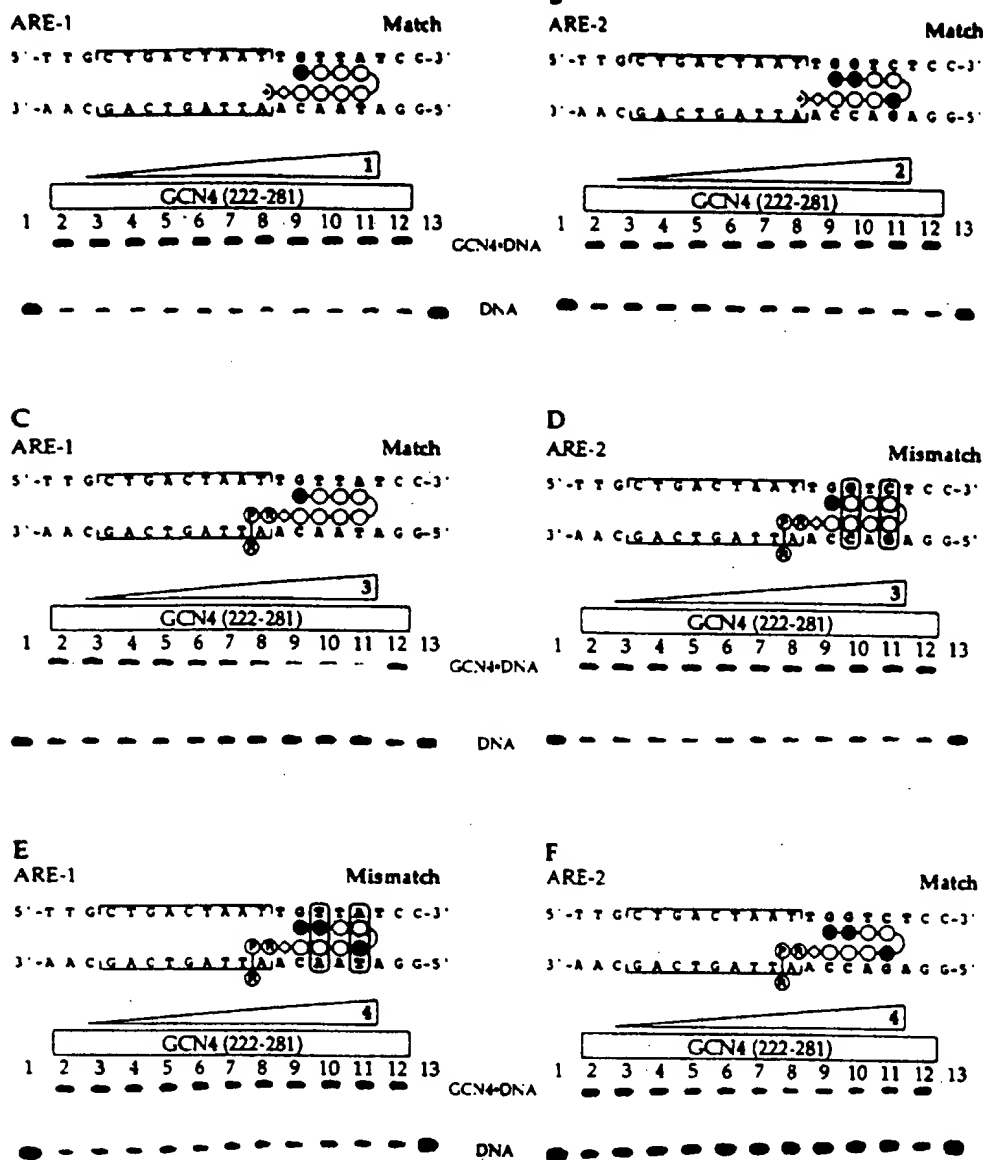 ARE-1 Match
5'-T T G C T G A C T A A T T G T T A T C C-3'
3'-A A C G A C T G A T T A A C A A T A G G-5'
1
GCN4 (222-281)
1 2 3 4 5 6 7 8 9 10 11 12 13
GCN4•DNA
DNA
ARE-2 Match
5'-T T G C T G A C T A A T T G G T C T C C-3'
3'-A A C G A C T G A T T A A C C A G A G G-5'
2
GCN4 (222-281)
1 2 3 4 5 6 7 8 9 10 11 12 13
C
ARE-1 Match
5'-T T G C T G A C T A A T T G T T A T C C-3'
P R
3'-A A C G A C T G A T T A A C A A T A G G-5'
R
3
GCN4 (222-281)
1 2 3 4 5 6 7 8 9 10 11 12 13
GCN4•DNA
DNA
D
ARE-2 Mismatch
5'-T T G C T G A C T A A T T G G T C T C C-3'
P R
3'-A A C G A C T G A T T A A C C A G A G G-5'
R
3
GCN4 (222-281)
1 2 3 4 5 6 7 8 9 10 11 12 13
E
ARE-1 Mismatch
5'-T T G C T G A C T A A T T G T T A T C C-3'
P R
3'-A A C G A C T G A T T A A C A A T A G G-5'
R
4
GCN4 (222-281)
1 2 3 4 5 6 7 8 9 10 11 12 13
GCN4•DNA
DNA
F
ARE-2 Match
5'-T T G C T G A C T A A T T G G T C T C C-3'
P R
3'-A A C G A C T G A T T A A C C A G A G G-5'
R
4
GCN4 (222-281)
1 2 3 4 5 6 7 8 9 10 11 12 13